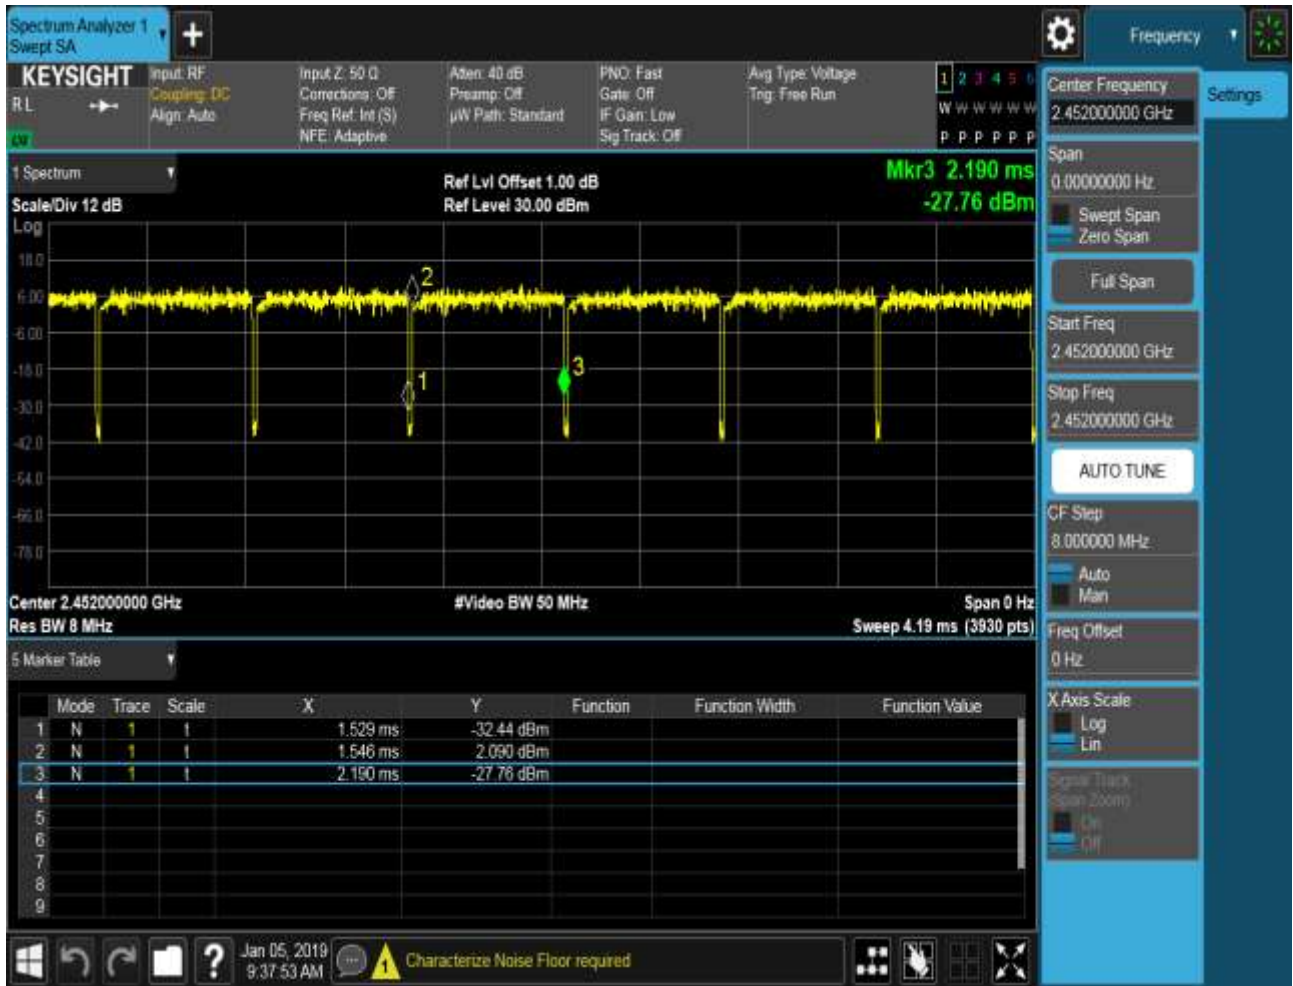 Spectrum Analyzer 1
Swept SA
+
Frequency
KEYSIGHT
Input: RF
Coupling: DC
Align: Auto
Input Z: 50 Ω
Corrections: Off
Freq Ref: Int (S)
NFE: Adaptive
Atten: 40 dB
Preamp: Off
µW Path: Standard
PNO: Fast
Gate: Off
IF Gain: Low
Sig Track: Off
Avg Type: Voltage
Trig: Free Run
1 2 3 4 5 6
W W W W W W
P P P P P P
R L
Center Frequency
2.452000000 GHz
Settings
1 Spectrum
Scale/Div 12 dB
Ref Lvl Offset 1.00 dB
Ref Level 30.00 dBm
Mkr3 2.190 ms
-27.76 dBm
Log
18.0
6.00
-6.00
-18.0
-30.0
-42.0
-54.0
-66.0
-78.0
1
2
3
Center 2.452000000 GHz
#Video BW 50 MHz
Span 0 Hz
Res BW 8 MHz
Sweep 4.19 ms (3930 pts)
Span
0.00000000 Hz
Swept Span
Zero Span
Full Span
Start Freq
2.452000000 GHz
Stop Freq
2.452000000 GHz
AUTO TUNE
CF Step
8.000000 MHz
Auto
Man
Freq Offset
0 Hz
X Axis Scale
Log
Lin
Signal Track
(Span Zoom)
On
Off
5 Marker Table
Mode Trace Scale X Y Function Function Width Function Value
1 N 1 t 1.529 ms -32.44 dBm
2 N 1 t 1.546 ms 2.090 dBm
3 N 1 t 2.190 ms -27.76 dBm
4
5
6
7
8
9
?
Jan 05, 2019
9:37:53 AM
1
Characterize Noise Floor required